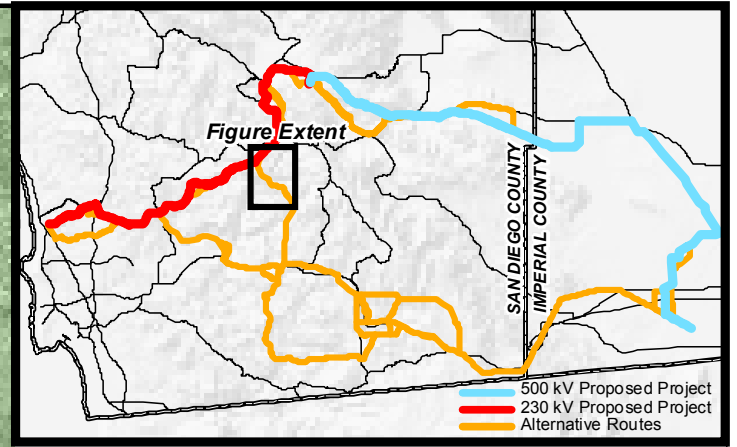 Figure Extent
SAN DIEGO COUNTY
IMPERIAL COUNTY
500 kV Proposed Project
230 kV Proposed Project
Alternative Routes